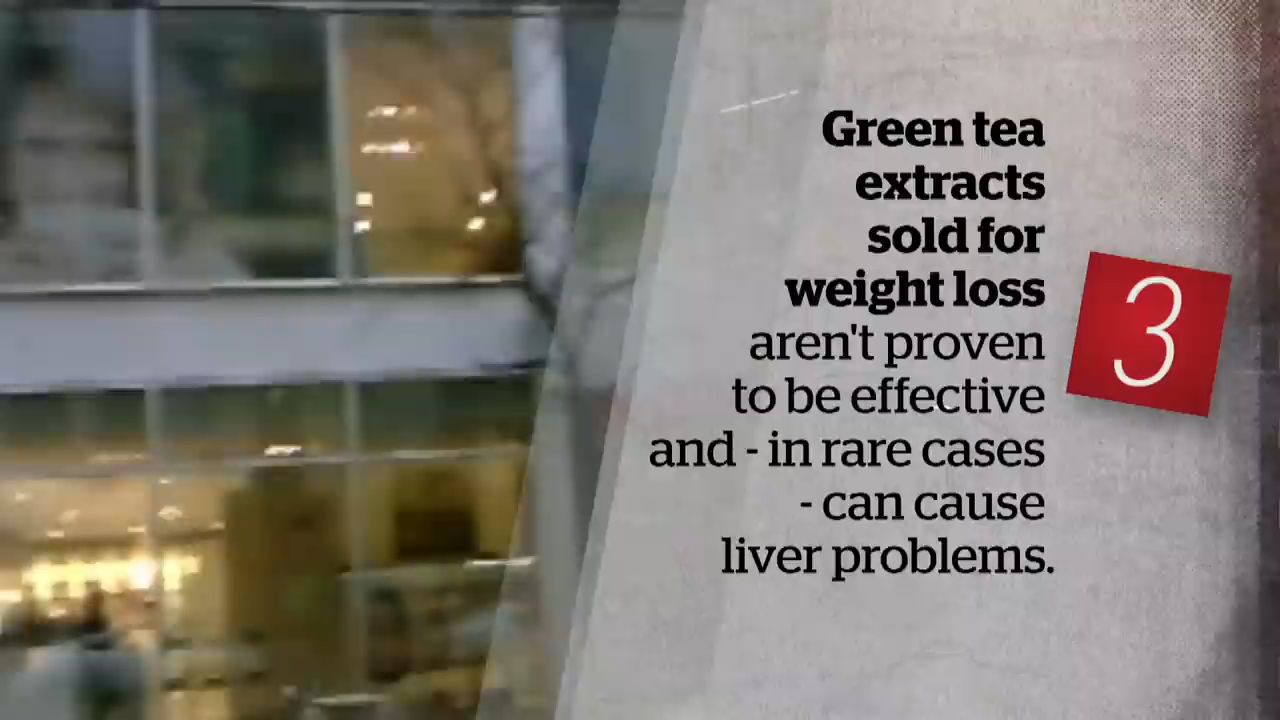 Green tea
extracts
sold for
weight loss
aren't proven
to be effective
and - in rare cases
- can cause
liver problems.
3